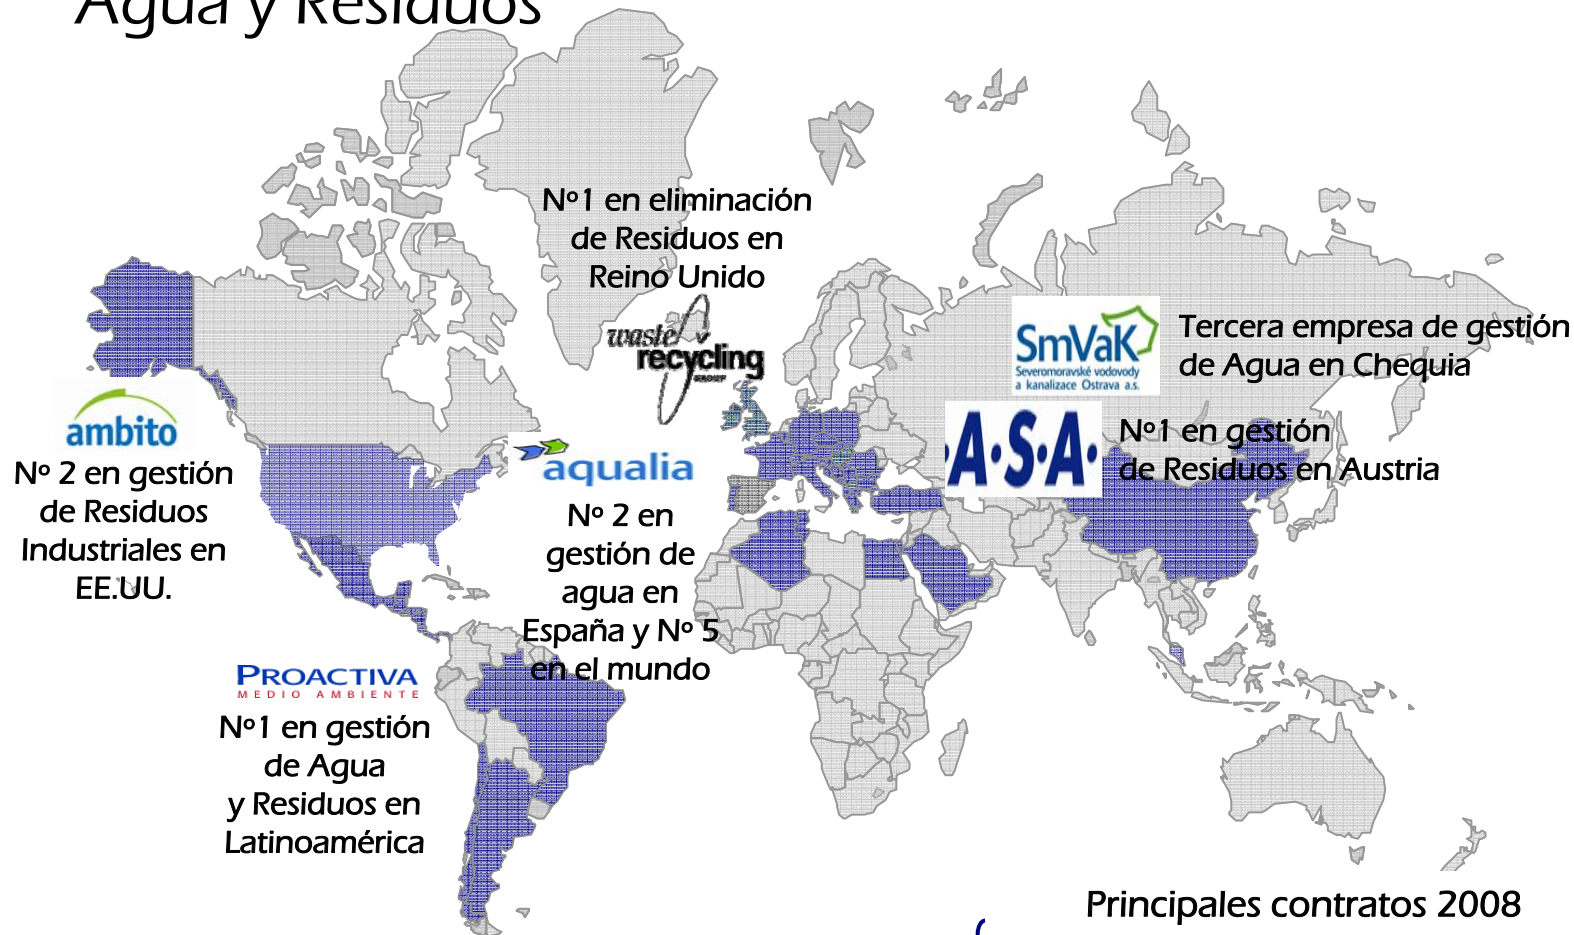 Agua y Residuos
Nº1 en eliminación
de Residuos en
Reino Unido
waste
recycling
GROUP
SmVaK
Severomoravské vodovody
a kanalizace Ostrava a.s.
Tercera empresa de gestión
de Agua en Chequia
A·S·A·
Nº1 en gestión
de Residuos en Austria
ambito
Nº 2 en gestión
de Residuos
Industriales en
EE.UU.
aqualia
Nº 2 en
gestión de
agua en
España y Nº 5
en el mundo
PROACTIVA
MEDIO AMBIENTE
Nº1 en gestión
de Agua
y Residuos en
Latinoamérica
Principales contratos 2008